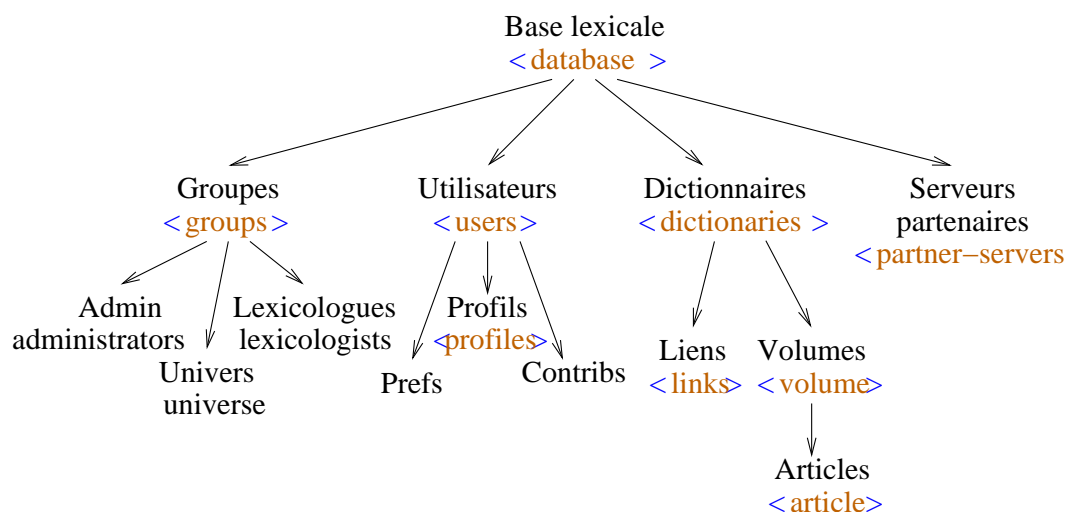 Base lexicale
< database >
Groupes
< groups >
Utilisateurs
< users >
Dictionnaires
< dictionaries >
Serveurs
partenaires
< partner−servers
Admin
administrators
Univers
universe
Lexicologues
lexicologists
Prefs
Profils
<profiles>
Contribs
Liens
< links>
Volumes
< volume>
Articles
< article>